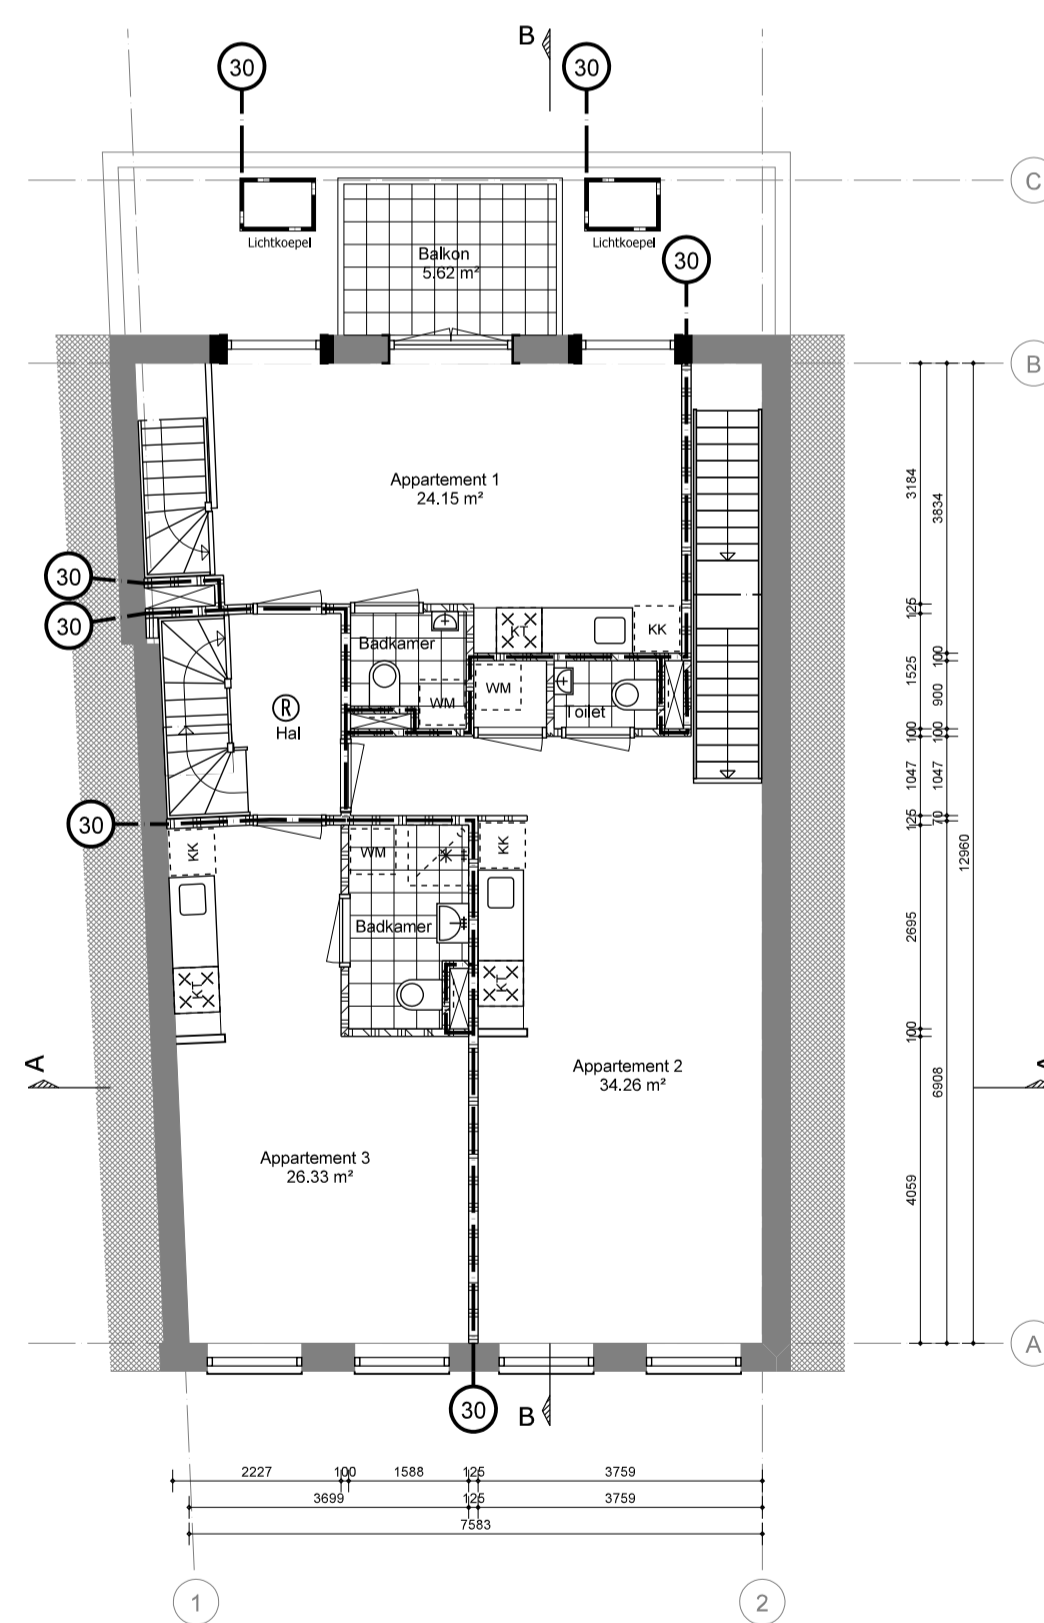 B
30
30
C
Lichtkoepel
Lichtkoepel
Balkon
5.62 m²
30
B
Appartement 1
24.15 m²
3184
3834
30
30
125
KT
KK
Badkamer
WM
WM
Toilet
1525
100
900
R
Hal
100
100
1047
1047
30
125
70
12960
KK
WM
KK
Badkamer
2695
KT
KT
100
A
Appartement 2
34.26 m²
6908
A
Appartement 3
26.33 m²
4059
A
30
B
2227
100
1588
125
3759
3699
125
3759
7583
1
2